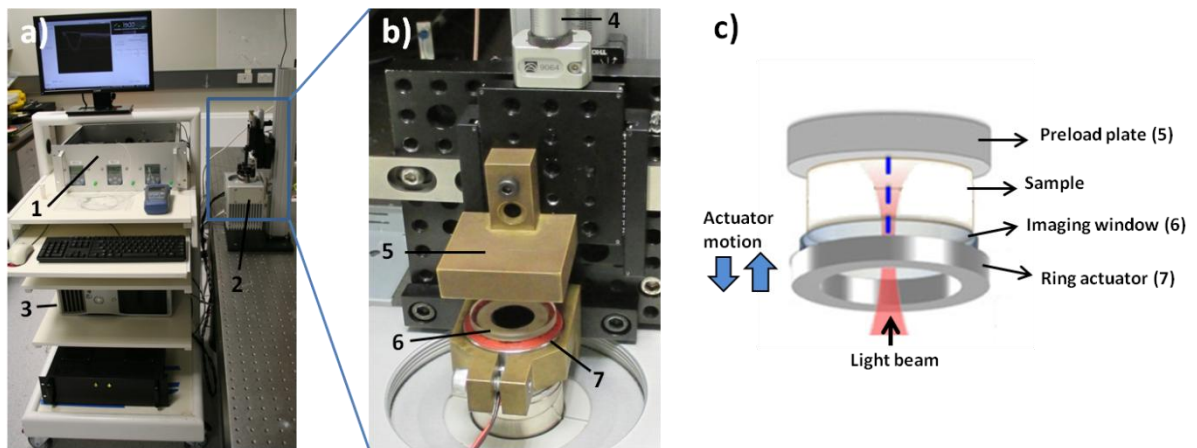 a)
1
2
3
b)
4
9064
5
6
7
c)
Preload plate (5)
Sample
Imaging window (6)
Ring actuator (7)
Actuator
motion
Light beam